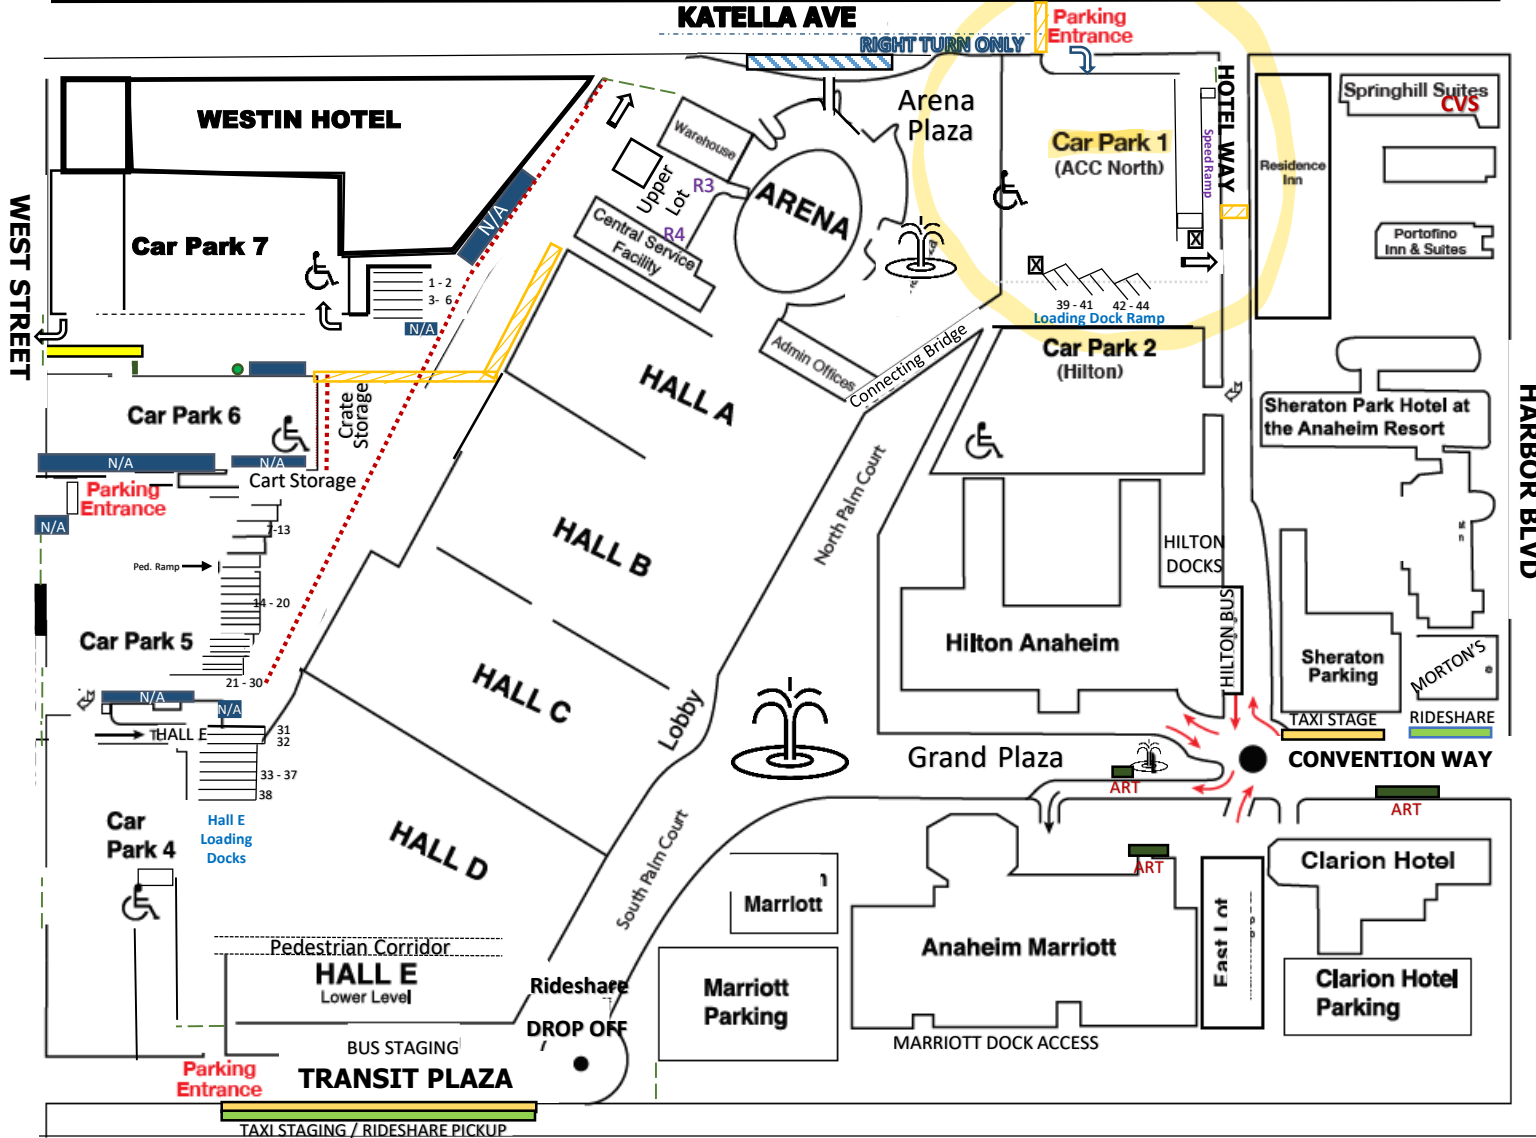 KATELLA AVE
Parking
Entrance
RIGHT TURN ONLY
WESTIN HOTEL
Warehouse
Upper
Lot
R3
R4
ARENA
Arena
Plaza
Car Park 1
(ACC North)
HOTEL WAY
Speed Ramp
Residence
Inn
Springhill Suites
CVS
Portofino
Inn & Suites
WEST STREET
Car Park 7
N/A
1 - 2
3- 6
N/A
Central Service
Facility
Admin Offices
Connecting Bridge
39 - 41
42 - 44
Loading Dock Ramp
Car Park 2
(Hilton)
Sheraton Park Hotel at
the Anaheim Resort
HARBOR BLVD
Car Park 6
Crate
Storage
HALL A
N/A
N/A
Cart Storage
Parking
Entrance
N/A
7-13
Ped. Ramp
14 - 20
HALL B
North Palm Court
HILTON
DOCKS
Car Park 5
21 - 30
HALL C
Lobby
Hilton Anaheim
HILTON BUS
Sheraton
Parking
MORTON'S
N/A
N/A
HALL E
31
32
33 - 37
38
TAXI STAGE
RIDESHARE
Grand Plaza
CONVENTION WAY
ART
ART
Car
Park 4
Hall E
Loading
Docks
HALL D
South Palm Court
Marriott
ART
Clarion Hotel
East Lot
Anaheim Marriott
Pedestrian Corridor
HALL E
Lower Level
Rideshare
DROP OFF
Marriott
Parking
Clarion Hotel
Parking
MARRIOTT DOCK ACCESS
BUS STAGING
Parking
Entrance
TRANSIT PLAZA
TAXI STAGING / RIDESHARE PICKUP